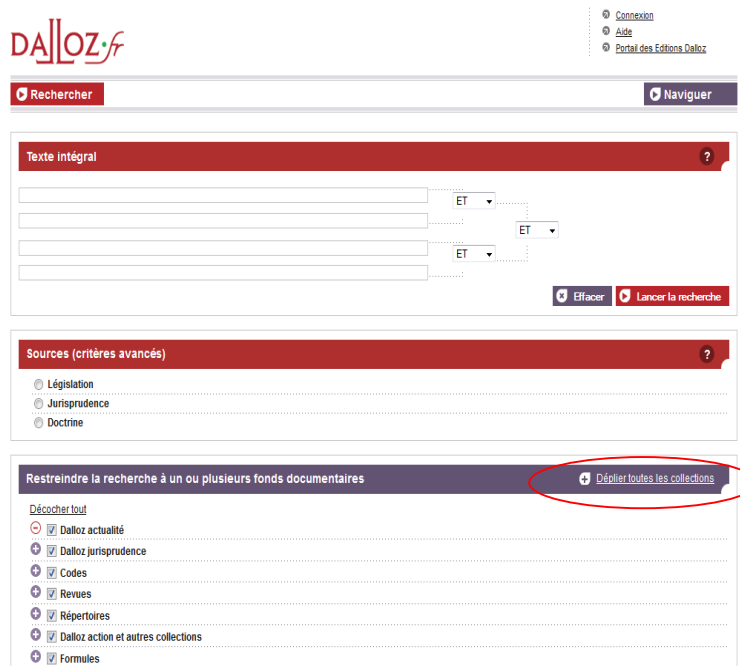 DALLOZ.fr
Connexion
Aide
Portail des Editions Dalloz
Rechercher
Naviguer
Texte intégral ?
ET
ET
ET
Effacer Lancer la recherche
Sources (critères avancés) ?
Législation
Jurisprudence
Doctrine
Restreindre la recherche à un ou plusieurs fonds documentaires Déplier toutes les collections
Décocher tout
Dalloz actualité
Dalloz jurisprudence
Codes
Revues
Répertoires
Dalloz action et autres collections
Formules